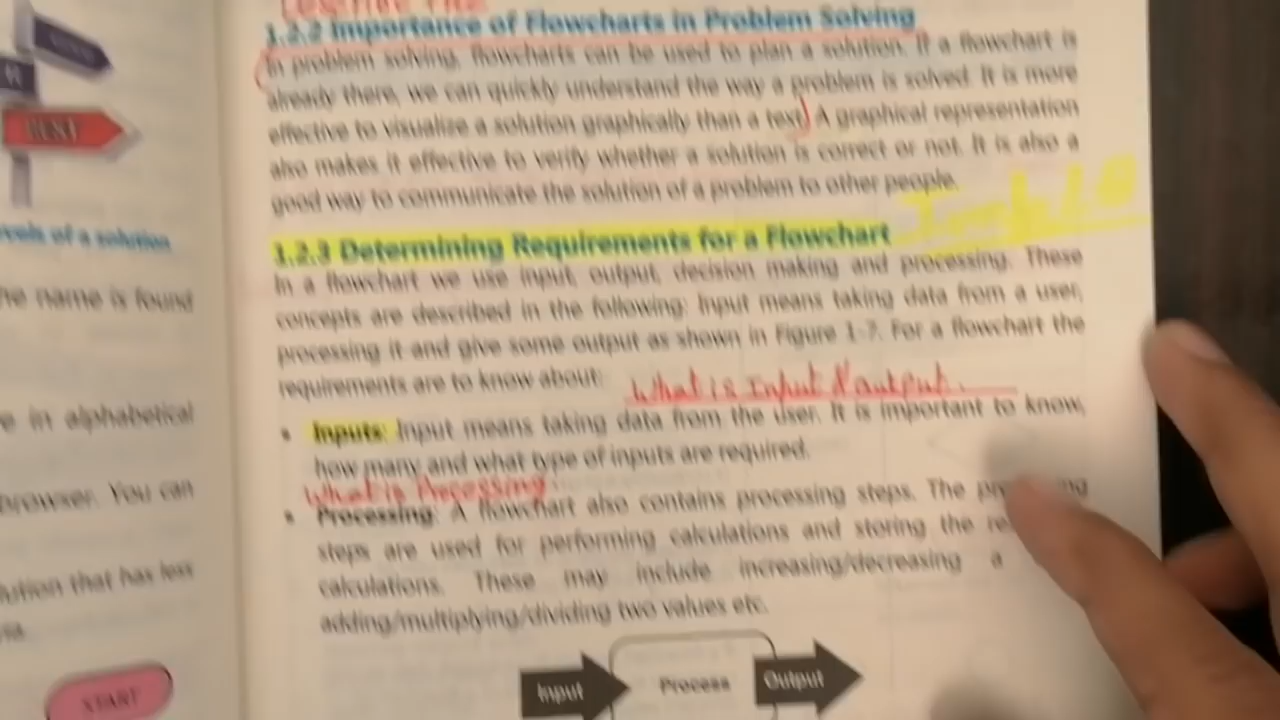 1.2.2 Importance of Flowcharts in Problem Solving
In problem solving, flowcharts can be used to plan a solution. If a flowchart is
already there, we can quickly understand the way a problem is solved. It is more
effective to visualize a solution graphically than a text. A graphical representation
also makes it effective to verify whether a solution is correct or not. It is also a
good way to communicate the solution of a problem to other people.
1.2.3 Determining Requirements for a Flowchart
In a flowchart we use input, output, decision making and processing. These
concepts are described in the following: Input means taking data from a user,
processing it and give some output as shown in Figure 1-7. For a flowchart the
requirements are to know about:
What is Input & output.
• Inputs: Input means taking data from the user. It is important to know,
how many and what type of inputs are required.
What is Processing
• Processing: A flowchart also contains processing steps. The
steps are used for performing calculations and storing the
calculations. These may include increasing/decreasing a
adding/multiplying/dividing two values etc.
Input
Process
Output
BEST
of a solution
name is found
in alphabetical
browser. You can
that has less
START